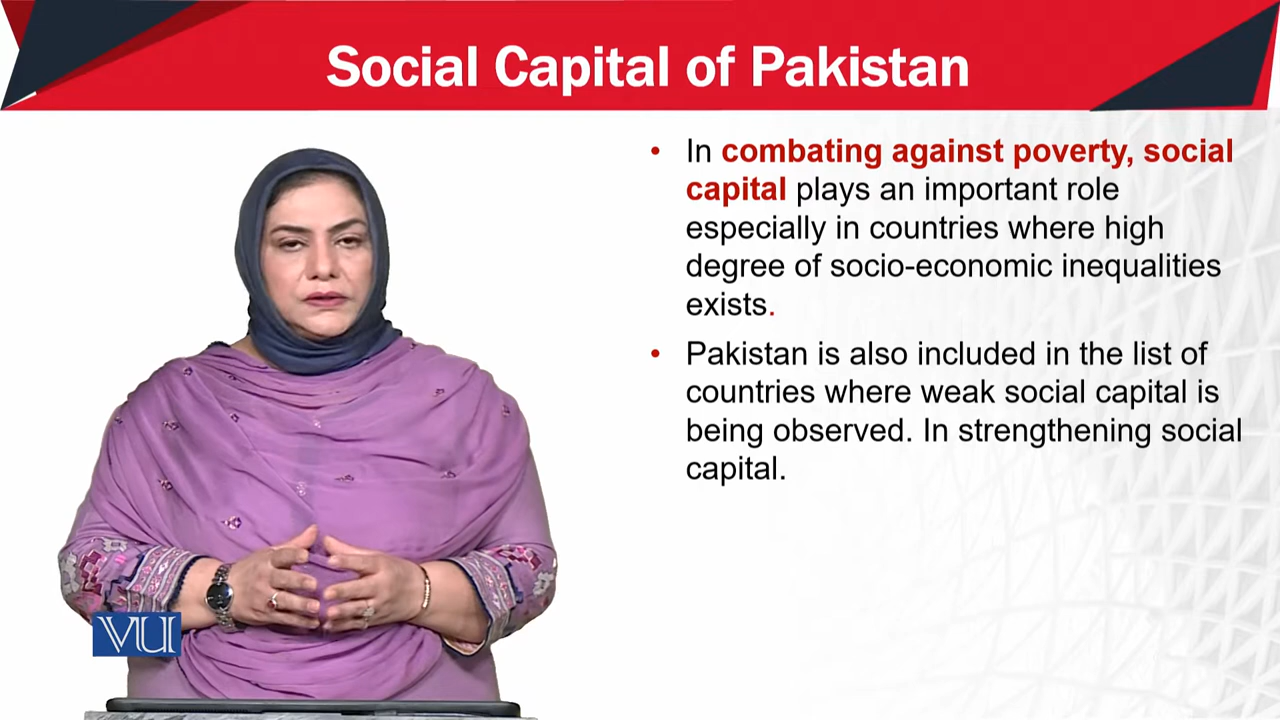 Social Capital of Pakistan
• In combating against poverty, social
capital plays an important role
especially in countries where high
degree of socio-economic inequalities
exists.
• Pakistan is also included in the list of
countries where weak social capital is
being observed. In strengthening social
capital.
VU